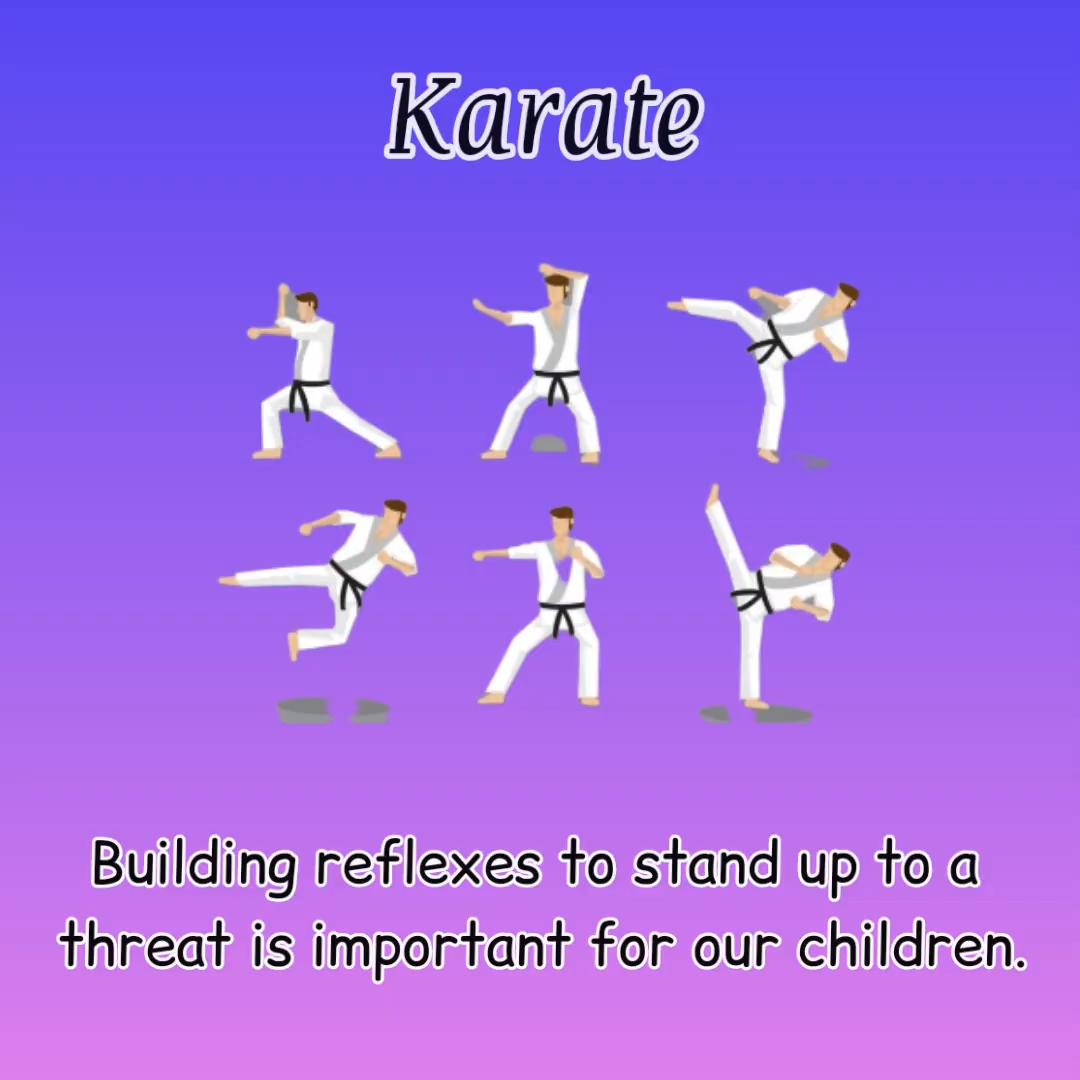 Karate
Building reflexes to stand up to a
threat is important for our children.